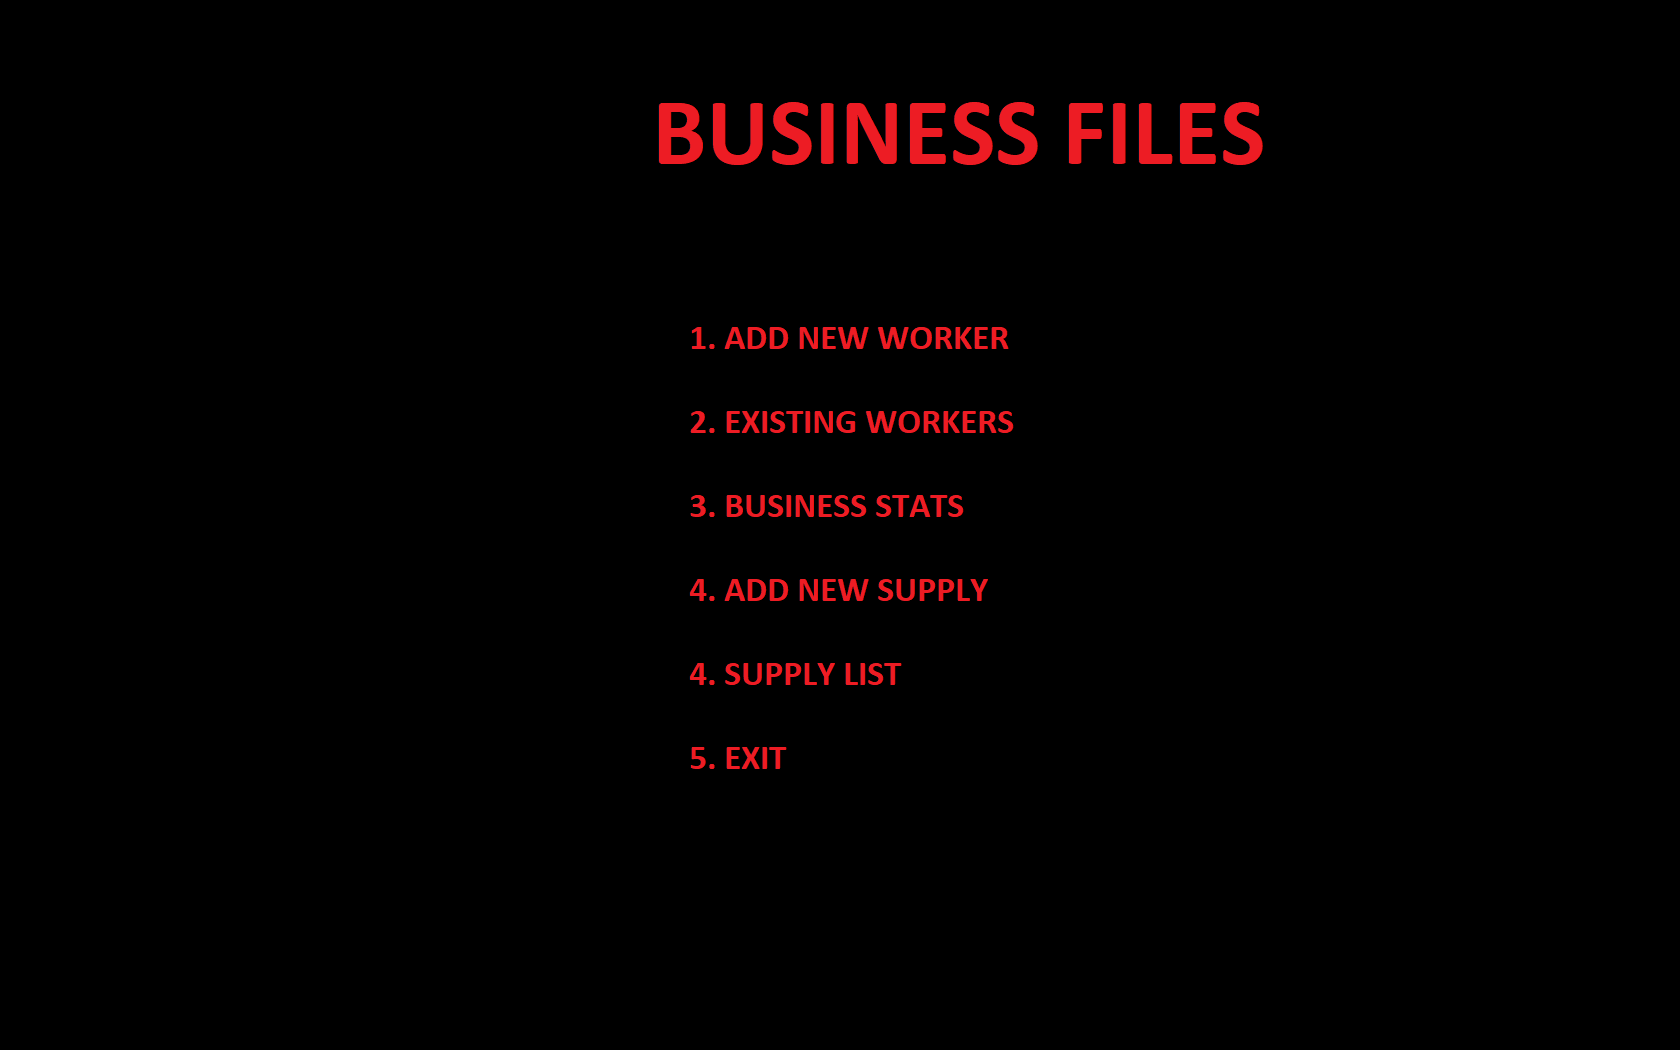 BUSINESS FILES
1. ADD NEW WORKER
2. EXISTING WORKERS
3. BUSINESS STATS
4. ADD NEW SUPPLY
4. SUPPLY LIST
5. EXIT